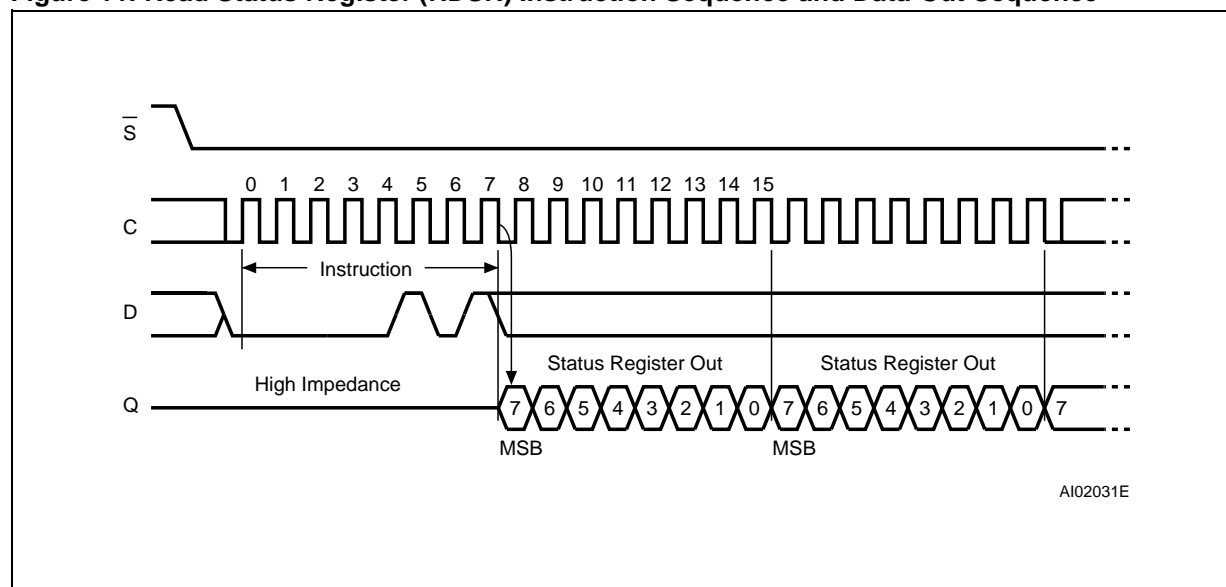 Figure Read Status Register (RDSR) Instruction Sequence and Data-Out Sequence
S
0 1 2 3 4 5 6 7 8 9 10 11 12 13 14 15
C
Instruction
D
Status Register Out Status Register Out
High Impedance
Q 7 6 5 4 3 2 1 0 7 6 5 4 3 2 1 0 7
MSB MSB
AI02031E